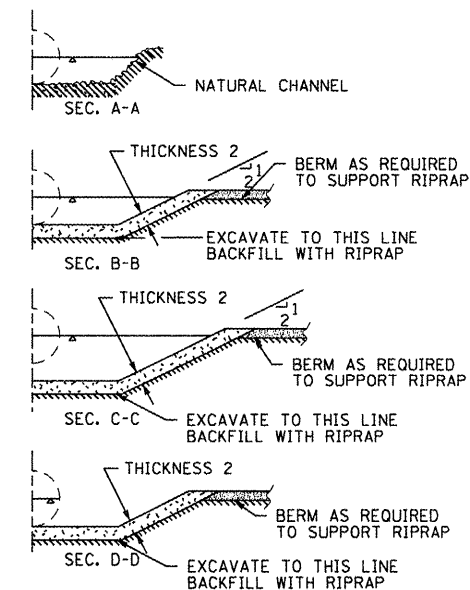 NATURAL CHANNEL
SEC. A-A
THICKNESS 2
1
2
BERM AS REQUIRED
TO SUPPORT RIPRAP
EXCAVATE TO THIS LINE
BACKFILL WITH RIPRAP
SEC. B-B
THICKNESS 2
1
2
BERM AS REQUIRED
TO SUPPORT RIPRAP
SEC. C-C
EXCAVATE TO THIS LINE
BACKFILL WITH RIPRAP
THICKNESS 2
BERM AS REQUIRED
TO SUPPORT RIPRAP
SEC. D-D
EXCAVATE TO THIS LINE
BACKFILL WITH RIPRAP